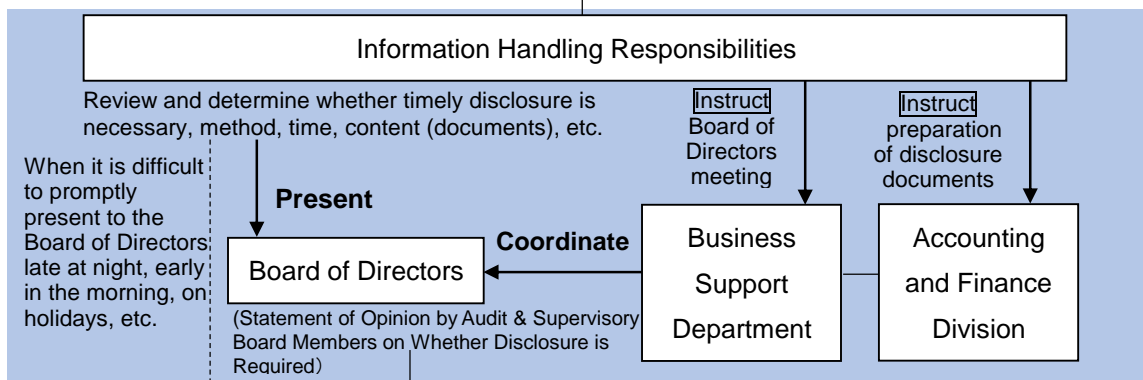 Information Handling Responsibilities
Review and determine whether timely disclosure is
necessary, method, time, content (documents), etc.
Instruct
Board of
Directors
meeting
Instruct
preparation
of disclosure
documents
When it is difficult
to promptly
present to the
Board of Directors
late at night, early
in the morning, on
holidays, etc.
Present
Coordinate
Board of Directors
Business
Support
Department
Accounting
and Finance
Division
(Statement of Opinion by Audit & Supervisory
Board Members on Whether Disclosure is
Required）